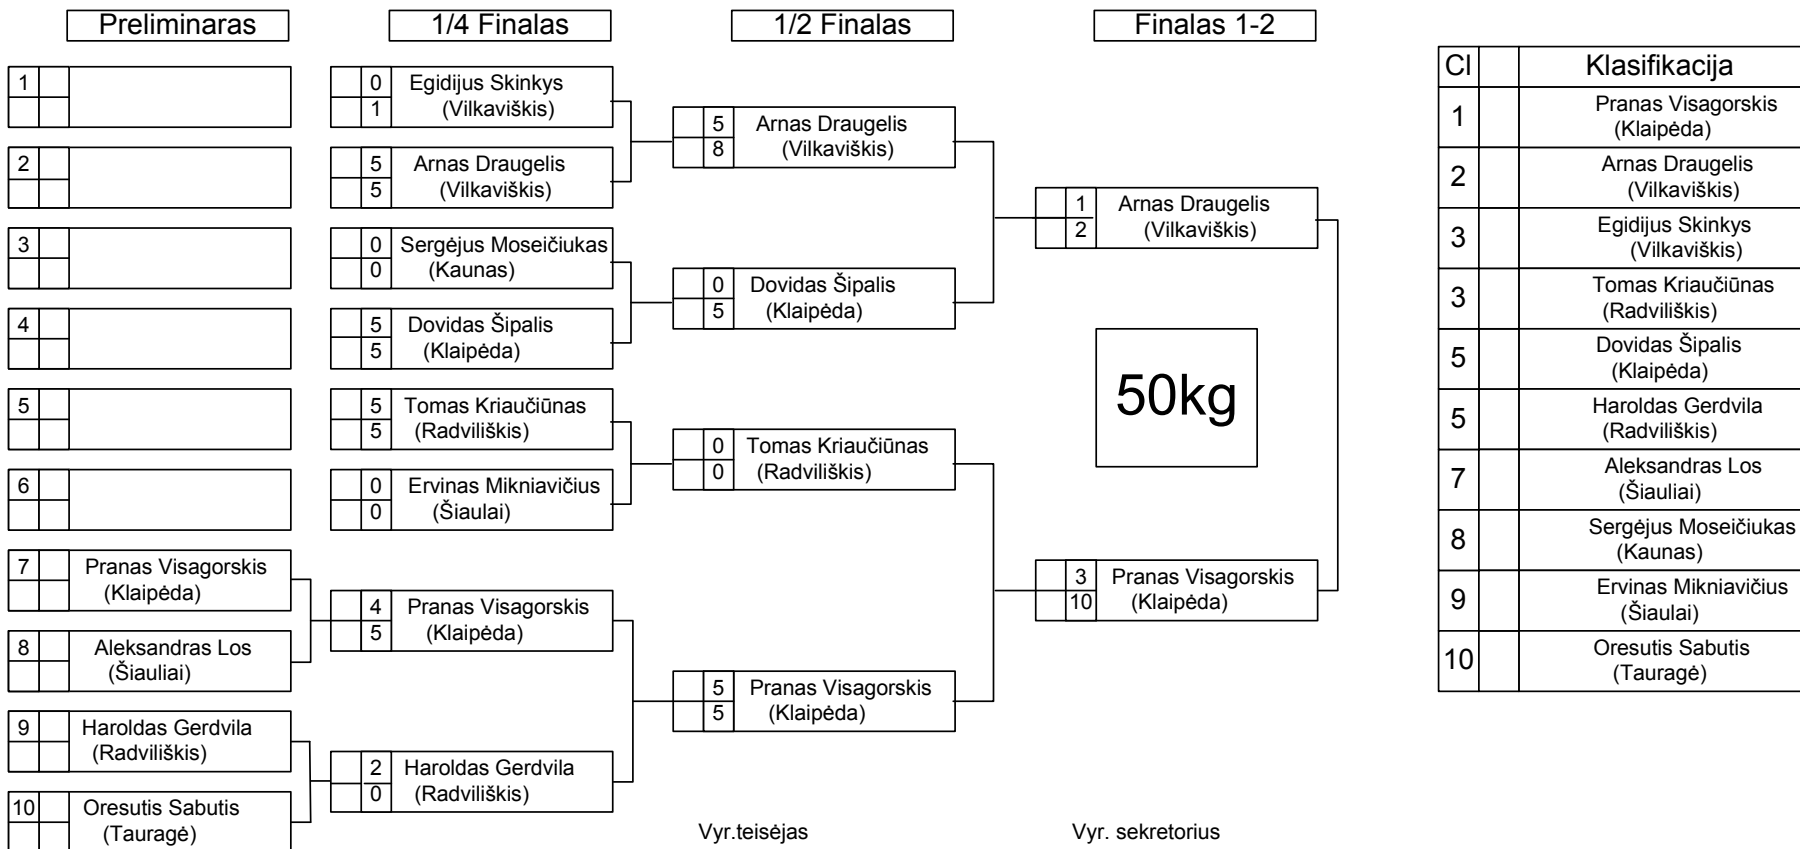 Preliminaras
1/4 Finalas
1/2 Finalas
Finalas 1-2
1
2
3
4
5
6
7
Pranas Visagorskis
(Klaipėda)
8
Aleksandras Los
(Šiauliai)
9
Haroldas Gerdvila
(Radviliškis)
10
Oresutis Sabutis
(Tauragė)
0
1
Egidijus Skinkys
(Vilkaviškis)
5
5
Arnas Draugelis
(Vilkaviškis)
0
0
Sergėjus Moseičiukas
(Kaunas)
5
5
Dovidas Šipalis
(Klaipėda)
5
5
Tomas Kriaučiūnas
(Radviliškis)
0
0
Ervinas Mikniavičius
(Šiaulai)
4
5
Pranas Visagorskis
(Klaipėda)
2
0
Haroldas Gerdvila
(Radviliškis)
5
8
Arnas Draugelis
(Vilkaviškis)
0
5
Dovidas Šipalis
(Klaipėda)
0
0
Tomas Kriaučiūnas
(Radviliškis)
5
5
Pranas Visagorskis
(Klaipėda)
1
2
Arnas Draugelis
(Vilkaviškis)
50kg
3
10
Pranas Visagorskis
(Klaipėda)
Vyr.teisėjas
Vyr. sekretorius
Cl Klasifikacija
1 Pranas Visagorskis
(Klaipėda)
2 Arnas Draugelis
(Vilkaviškis)
3 Egidijus Skinkys
(Vilkaviškis)
3 Tomas Kriaučiūnas
(Radviliškis)
5 Dovidas Šipalis
(Klaipėda)
5 Haroldas Gerdvila
(Radviliškis)
7 Aleksandras Los
(Šiauliai)
8 Sergėjus Moseičiukas
(Kaunas)
9 Ervinas Mikniavičius
(Šiaulai)
10 Oresutis Sabutis
(Tauragė)